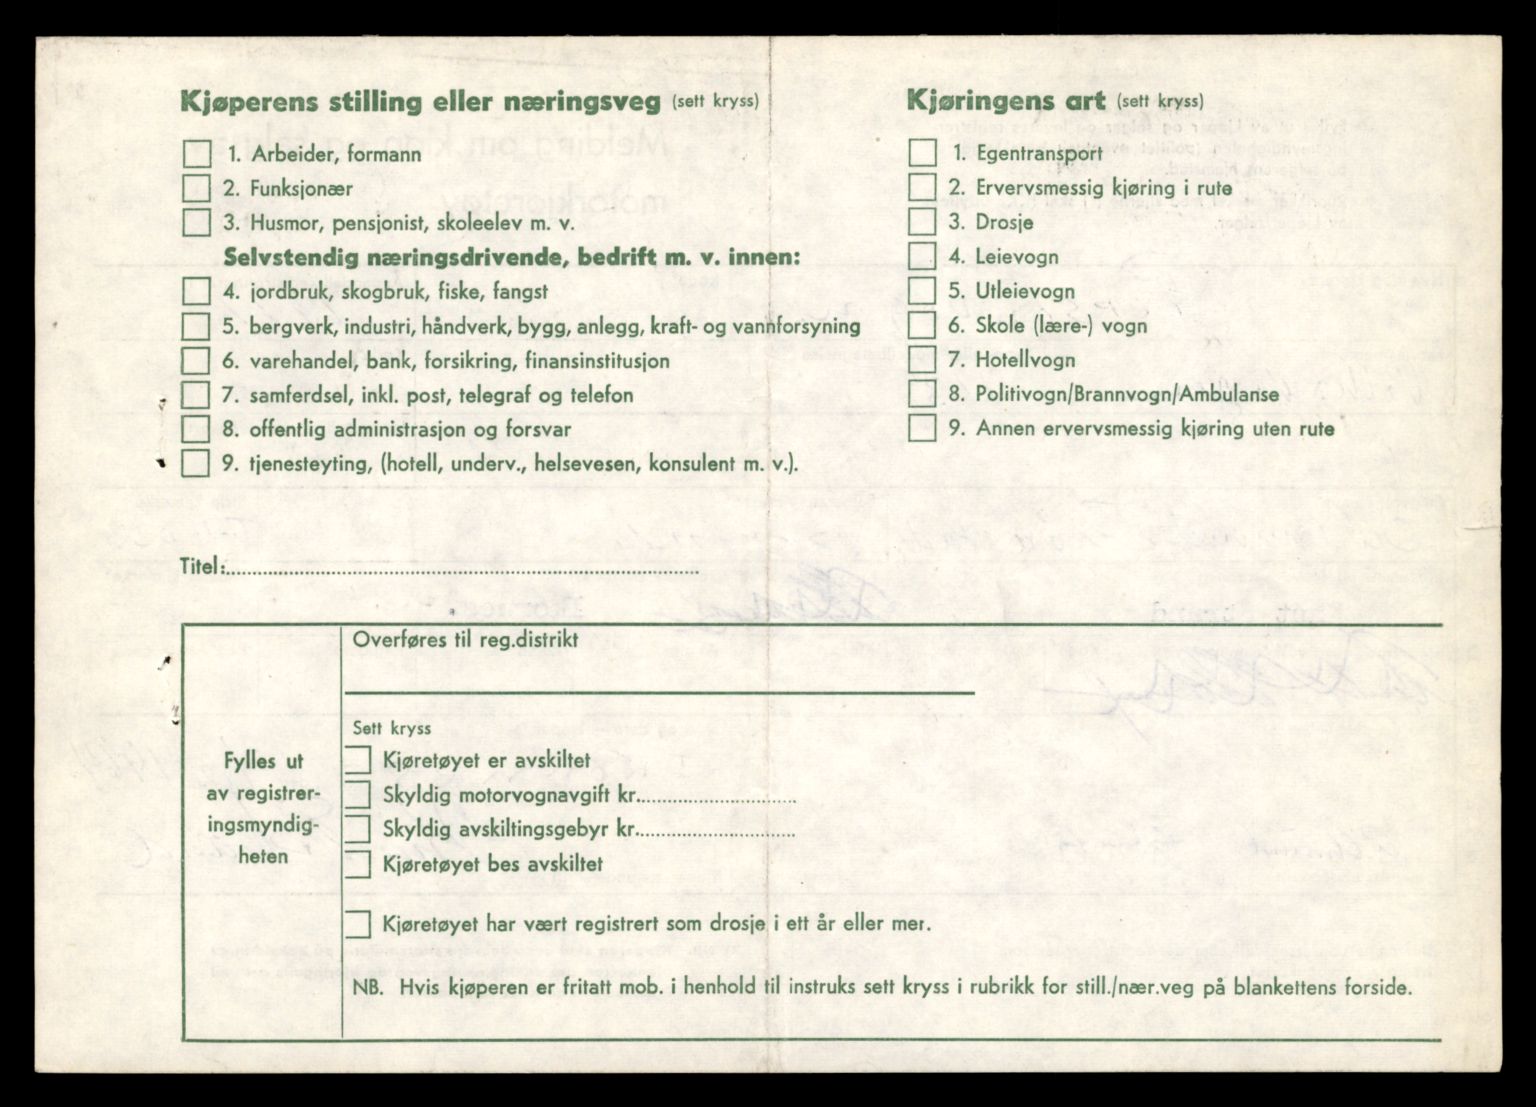 Kjøperens stilling eller næringsveg (sett kryss)
1. Arbeider, formann
2. Funksjonær
3. Husmor, pensjonist, skoleelev m. v.
Selvstendig næringsdrivende, bedrift m. v. innen:
4. jordbruk, skogbruk, fiske, fangst
5. bergverk, industri, håndverk, bygg, anlegg, kraft- og vannforsyning
6. varehandel, bank, forsikring, finansinstitusjon
7. samferdsel, inkl. post, telegraf og telefon
8. offentlig administrasjon og forsvar
9. tjenesteyting, (hotell, underv., helsevesen, konsulent m. v.).
Kjøringens art (sett kryss)
1. Egentransport
2. Ervervsmessig kjøring i rute
3. Drosje
4. Leievogn
5. Utleievogn
6. Skole (lære-) vogn
7. Hotellvogn
8. Politivogn/Brannvogn/Ambulanse
9. Annen ervervsmessig kjøring uten rute
Titel:
Fylles ut
av registrer-
ingsmyndig-
heten
Overføres til reg.distrikt
Sett kryss
Kjøretøyet er avskiltet
Skyldig motorvognavgift kr.
Skyldig avskiltingsgebyr kr.
Kjøretøyet bes avskiltet
Kjøretøyet har vært registrert som drosje i ett år eller mer.
NB. Hvis kjøperen er fritatt mob. i henhold til instruks sett kryss i rubrikk for still./nær.veg på blankettens forside.